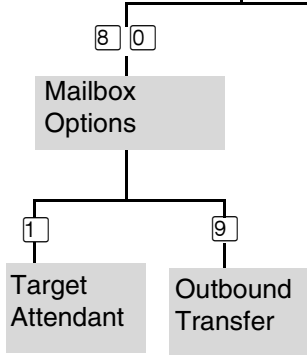 8 0
Mailbox
Options
1 9
Target
Attendant
Outbound
Transfer